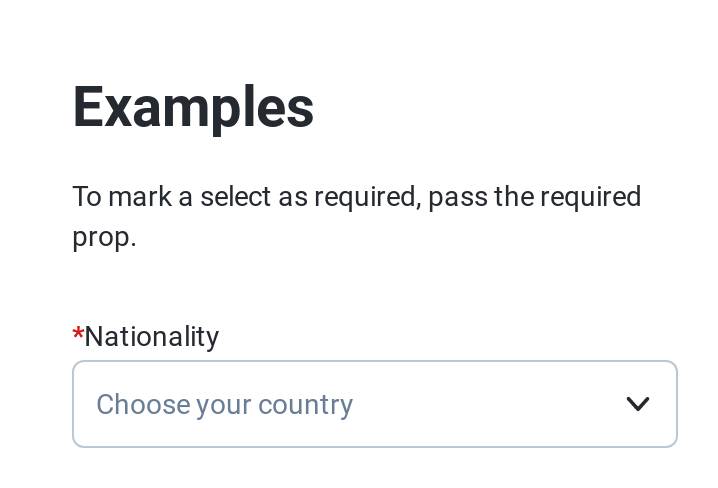 Examples
To mark a select as required, pass the required
prop.
*Nationality
Choose your country